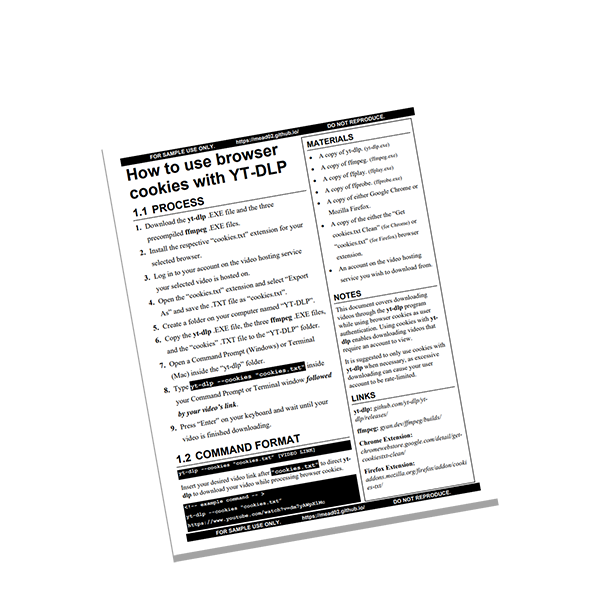 FOR SAMPLE USE ONLY. https://mead02.github.io/ DO NOT REPRODUCE.
How to use browser
cookies with YT-DLP
1.1 PROCESS
1. Download the yt-dlp .EXE file and the three
precompiled ffmpeg .EXE files.
2. Install the respective “cookies.txt” extension for your
selected browser.
3. Log in to your account on the video hosting service
your selected video is hosted on.
4. Open the “cookies.txt” extension and select “Export
As” and save the .TXT file as “cookies.txt”.
5. Create a folder on your computer named “YT-DLP”.
6. Copy the yt-dlp .EXE file, the three ffmpeg .EXE files,
and the “cookies” .TXT file to the “YT-DLP” folder.
7. Open a Command Prompt (Windows) or Terminal
(Mac) inside the “yt-dlp” folder.
8. Type yt-dlp --cookies "cookies.txt" inside
your Command Prompt or Terminal window followed
by your video’s link.
9. Press “Enter” on your keyboard and wait until your
video is finished downloading.
1.2 COMMAND FORMAT
yt-dlp --cookies "cookies.txt" [VIDEO LINK]
Insert your desired video link after "cookies.txt" to direct yt-
dlp to download your video while processing browser cookies.
<!-- example command -- >
yt-dlp --cookies "cookies.txt"
MATERIALS
• A copy of yt-dlp. (yt-dlp.exe)
• A copy of ffmpeg. (ffmpeg.exe)
• A copy of ffplay. (ffplay.exe)
• A copy of ffprobe. (ffprobe.exe)
• A copy of either Google Chrome or
Mozilla Firefox.
• A copy of the either the “Get
cookies.txt Clean” (for Chrome) or
“cookies.txt” (for Firefox) browser
extension.
• An account on the video hosting
service you wish to download from.
NOTES
This document covers downloading
videos through the yt-dlp program
while using browser cookies as user
authentication. Using cookies with yt-
dlp enables downloading videos that
require an account to view.
It is suggested to only use cookies with
yt-dlp when necessary, as excessive
downloading can cause your user
account to be rate-limited.
LINKS
yt-dlp: github.com/yt-dlp/yt-
dlp/releases/
ffmpeg: gyan.dev/ffmpeg/builds/
Chrome Extension:
chromewebstore.google.com/detail/get-
cookiestxt-clean/
Firefox Extension:
addons.mozilla.org/firefox/addon/cooki
es-txt/
FOR SAMPLE USE ONLY. https://mead02.github.io/ DO NOT REPRODUCE.